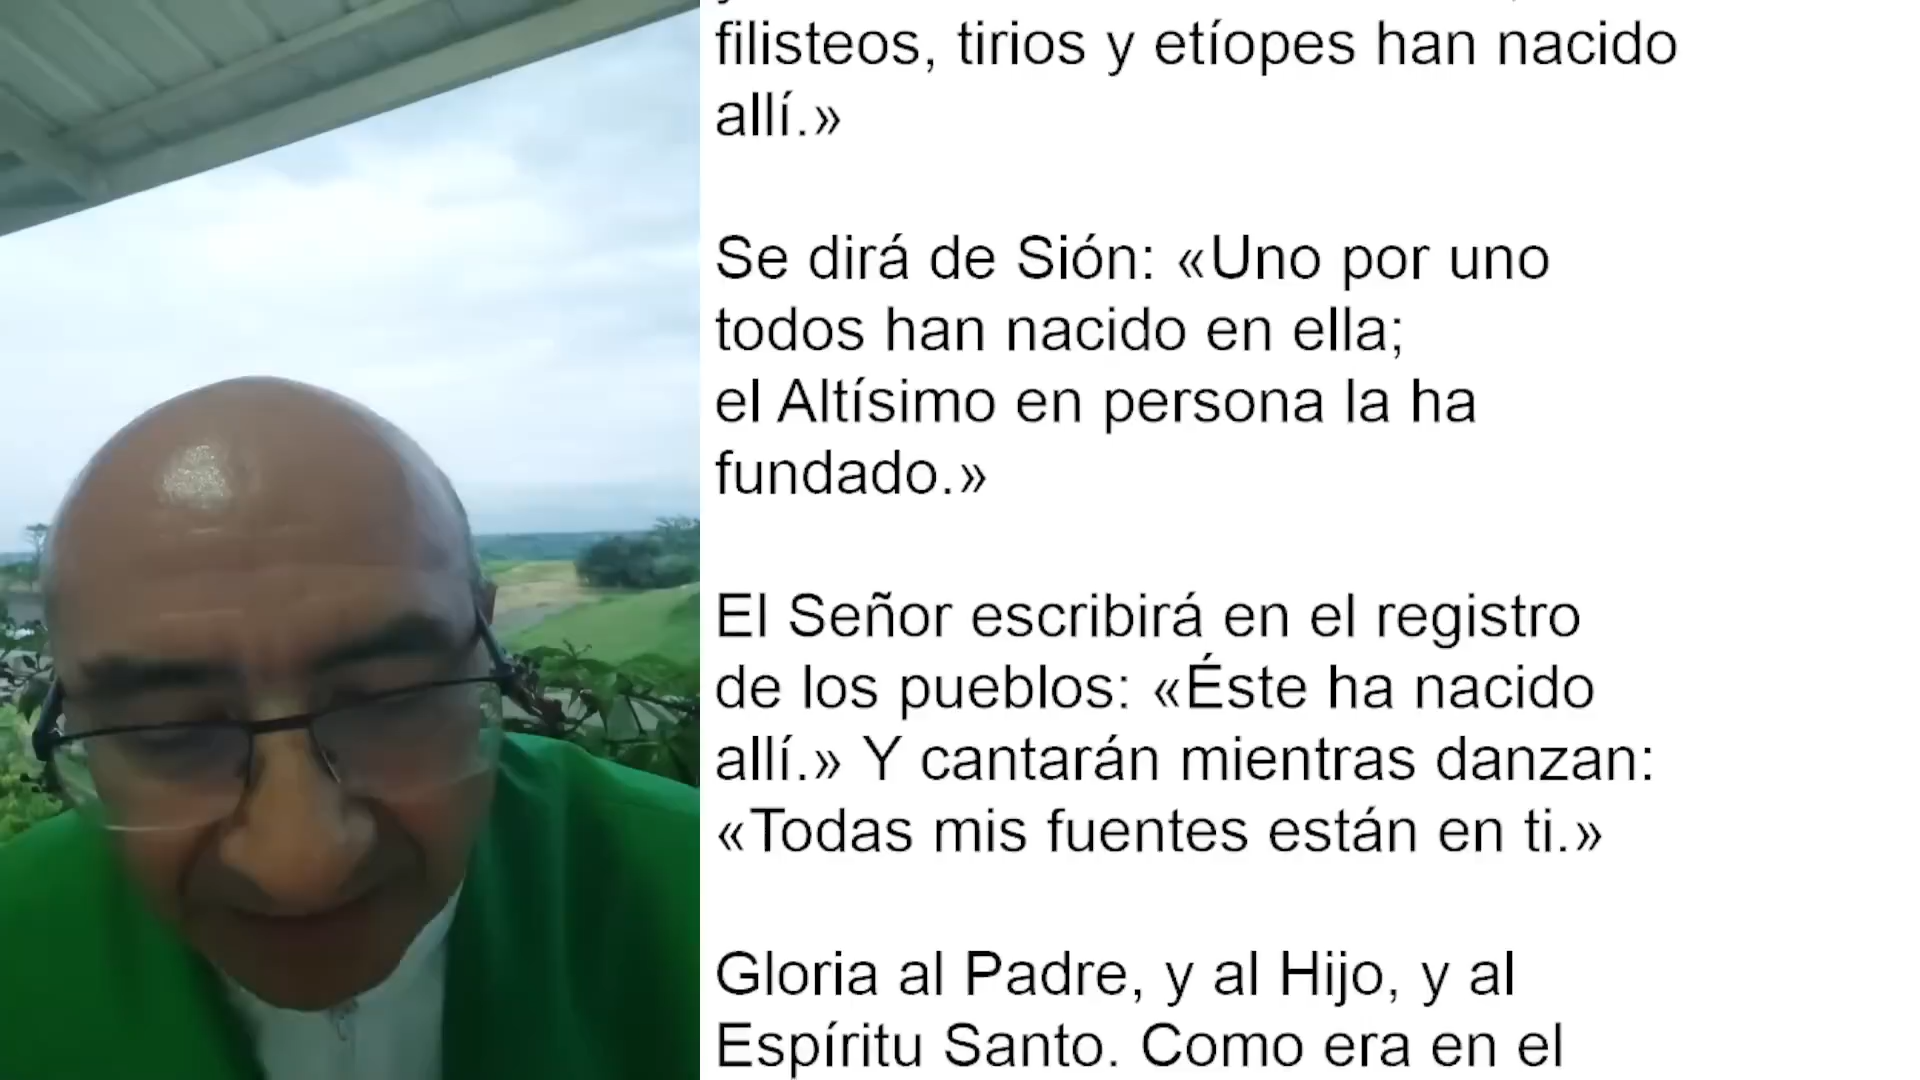 filisteos, tirios y etíopes han nacido
allí.»
Se dirá de Sión: «Uno por uno
todos han nacido en ella;
el Altísimo en persona la ha
fundado.»
El Señor escribirá en el registro
de los pueblos: «Éste ha nacido
allí.» Y cantarán mientras danzan:
«Todas mis fuentes están en ti.»
Gloria al Padre, y al Hijo, y al
Espíritu Santo. Como era en el